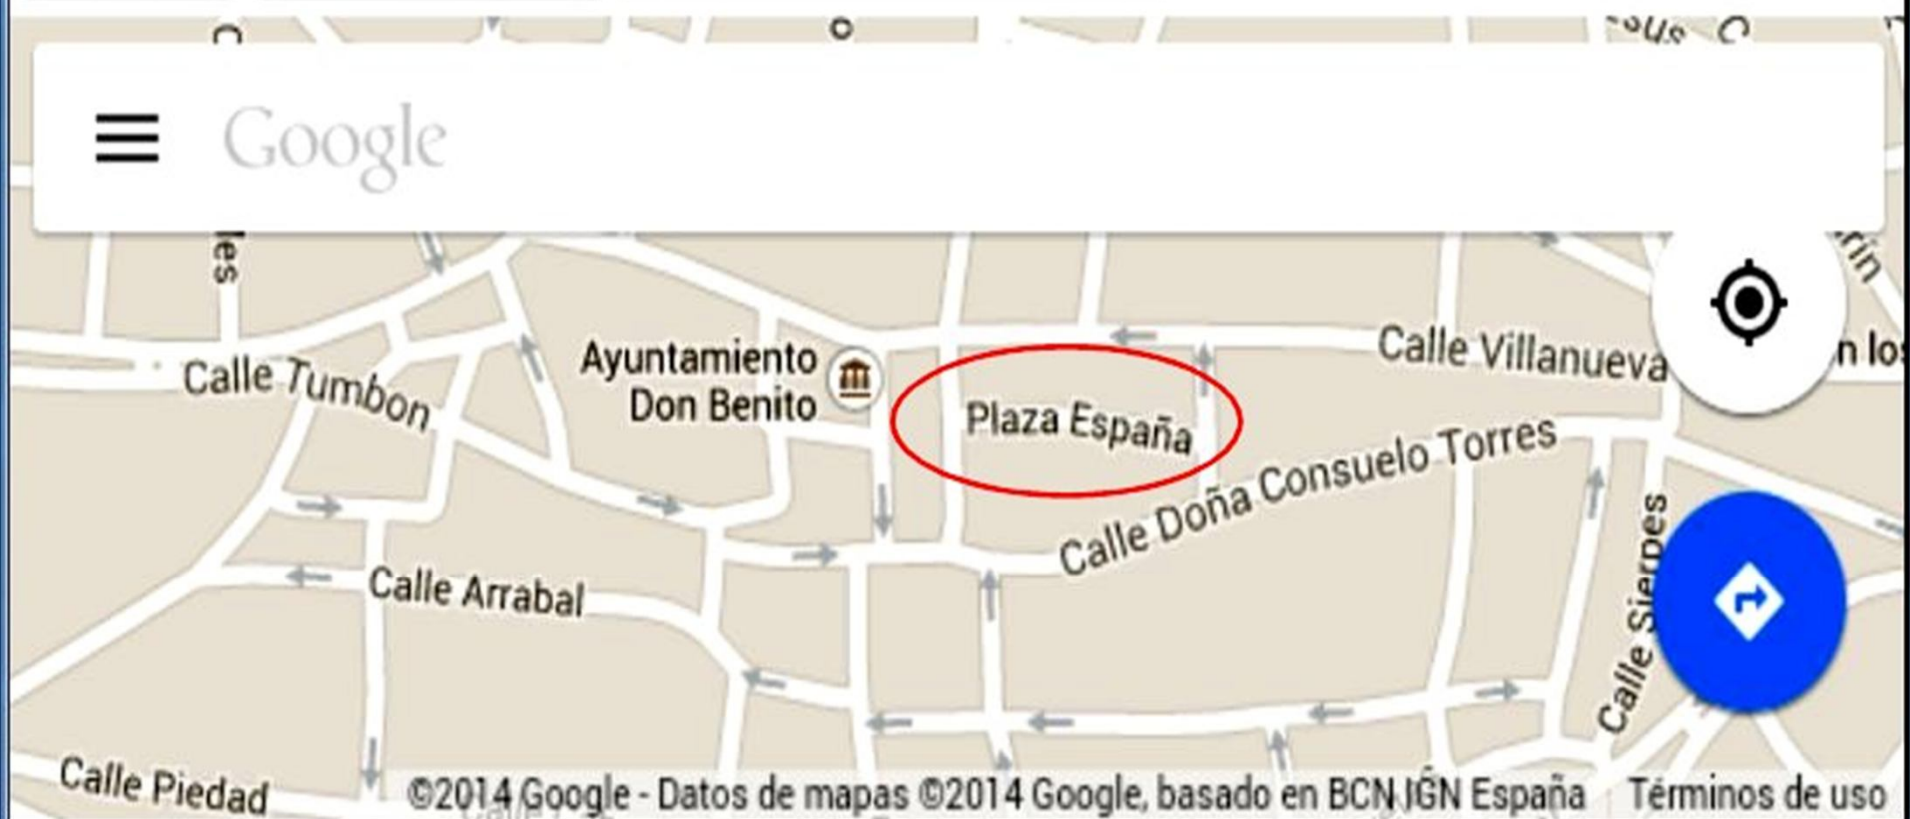 Google
les
Ayuntamiento
Don Benito
Calle Villanueva
Calle Tumbon
Plaza España
Calle Doña Consuelo Torres
Calle Arrabal
Calle Sierpes
Calle Piedad
©2014 Google - Datos de mapas ©2014 Google, basado en BCN IGN España
Términos de uso